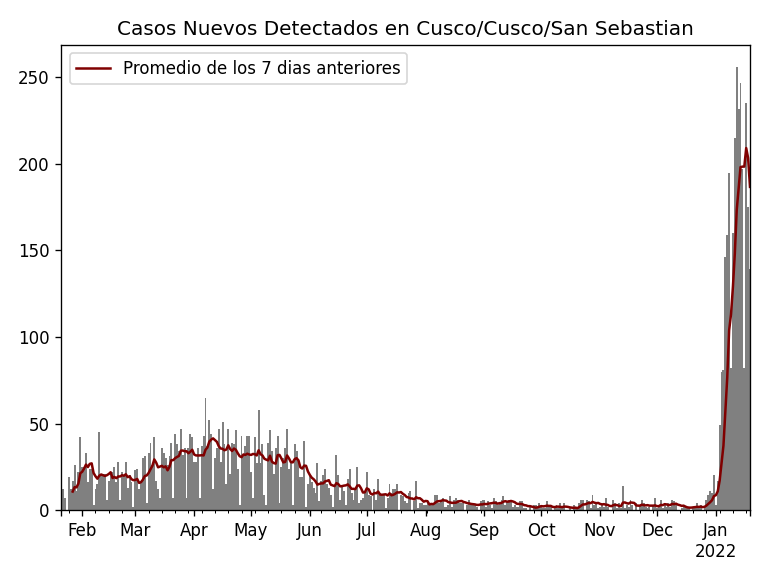 Casos Nuevos Detectados en Cusco/Cusco/San Sebastian
Promedio de los 7 dias anteriores
250
200
150
100
50
0
Feb Mar Apr May Jun Jul Aug Sep Oct Nov Dec Jan
2022